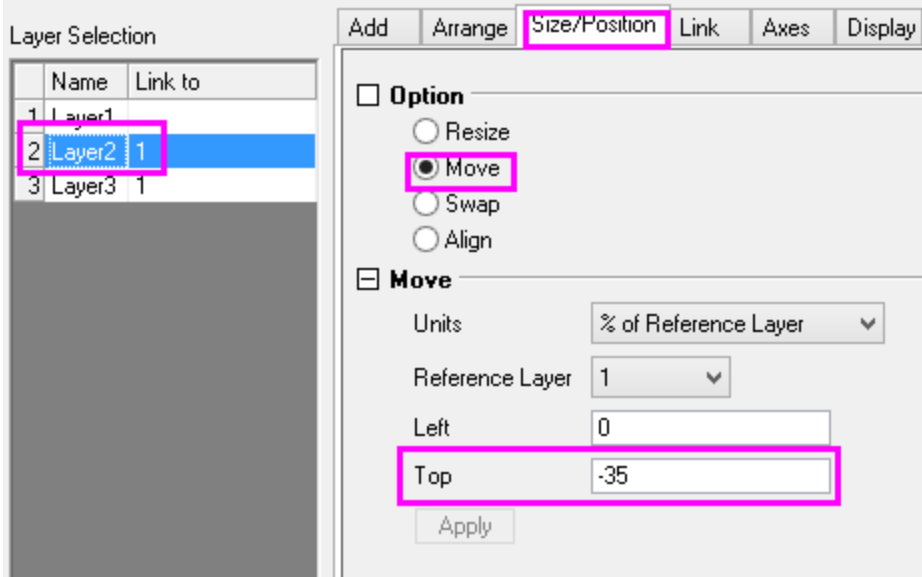 Layer Selection
Name Link to
1 Layer1
2 Layer2 1
3 Layer3 1
Add Arrange Size/Position Link Axes Display
Option
Resize
Move
Swap
Align
Move
Units % of Reference Layer
Reference Layer 1
Left 0
Top -35
Apply